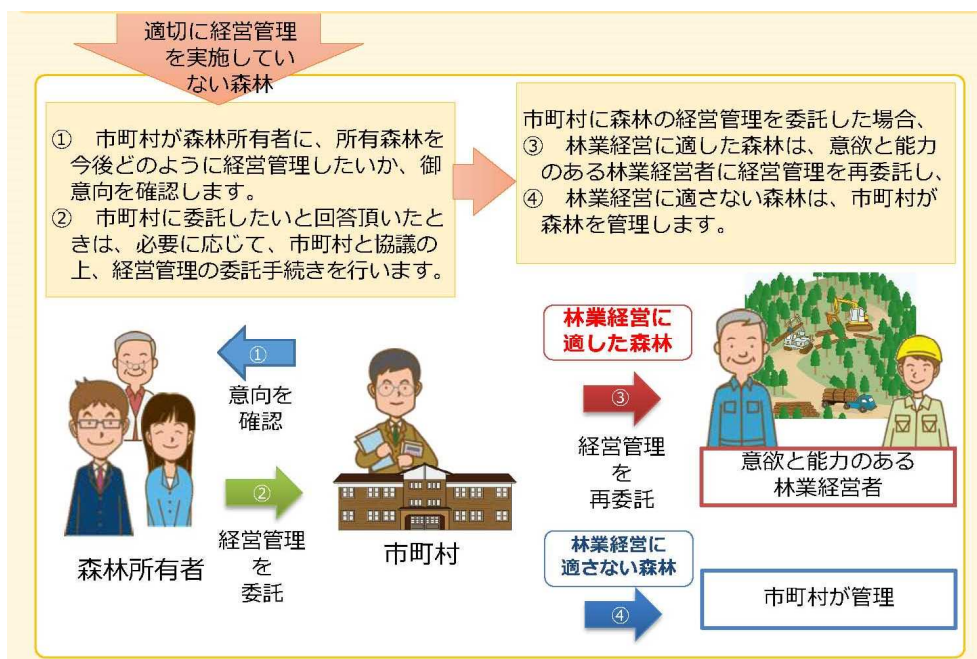 適切に経営管理
を実施してい
ない森林
① 市町村が森林所有者に、所有森林を
今後どのように経営管理したいか、御
意向を確認します。
② 市町村に委託したいと回答頂いたと
きは、必要に応じて、市町村と協議の
上、経営管理の委託手続きを行います。
市町村に森林の経営管理を委託した場合、
③ 林業経営に適した森林は、意欲と能力
のある林業経営者に経営管理を再委託し、
④ 林業経営に適さない森林は、市町村が
森林を管理します。
①
意向を
確認
②
経営管理
を
委託
森林所有者
市町村
林業経営に
適した森林
③
経営管理
を
再委託
意欲と能力のある
林業経営者
林業経営に
適さない森林
④
市町村が管理